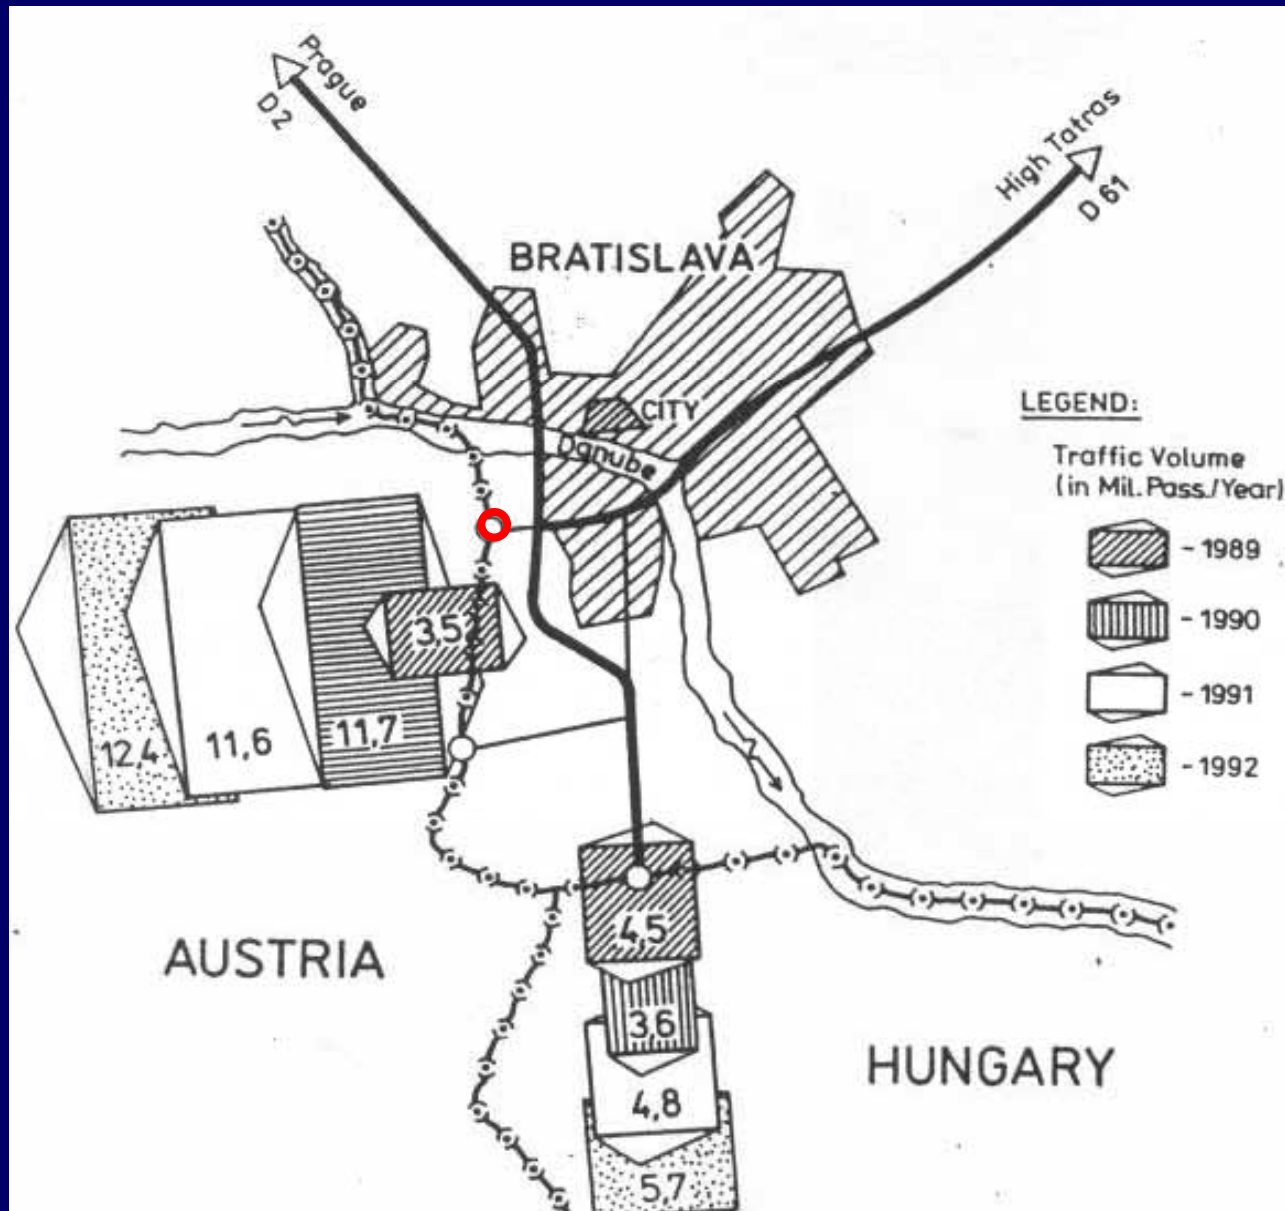 Prague
D 2
High Tatras
D 61
BRATISLAVA
CITY
Danube
LEGEND:
Traffic Volume
(in Mil. Pass./Year)
- 1989
- 1990
- 1991
- 1992
3,5
12,4
11,6
11,7
4,5
AUSTRIA
3,6
HUNGARY
4,8
5,7